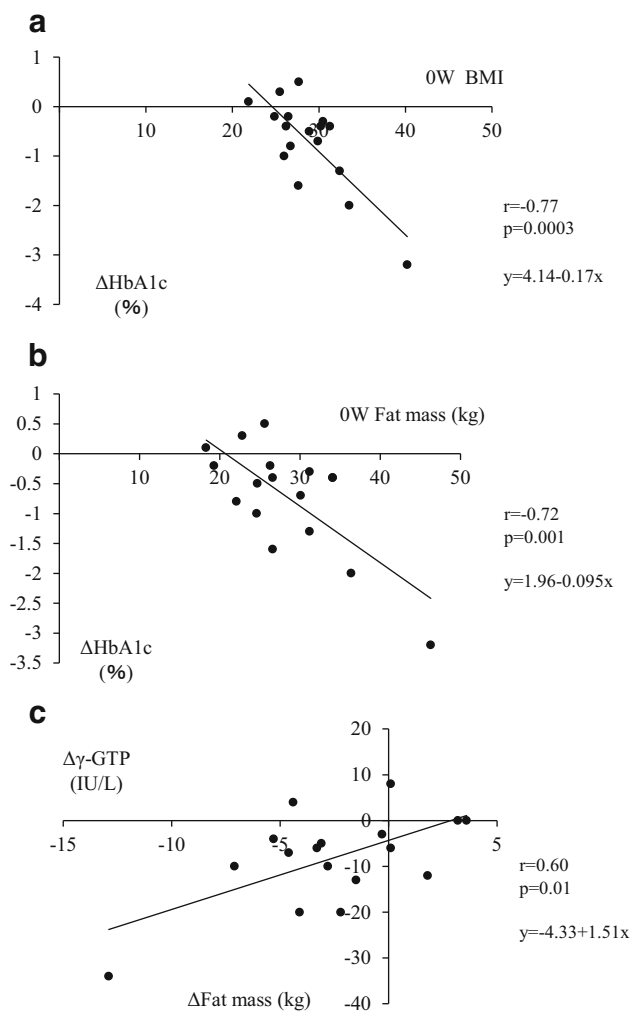 a
1
0W BMI
0
10
20
30
40
50
-1
-2
r=-0.77
p=0.0003
-3
ΔHbA1c
y=4.14-0.17x
(%)
-4
b
1
0W Fat mass (kg)
0.5
0
10
20
30
40
50
-0.5
-1
r=-0.72
p=0.001
-1.5
-2
y=1.96-0.095x
-2.5
-3
ΔHbA1c
(%)
-3.5
c
20
Δγ-GTP
(IU/L)
10
0
-15
-10
-5
5
-10
r=0.60
p=0.01
-20
y=-4.33+1.51x
-30
ΔFat mass (kg)
-40